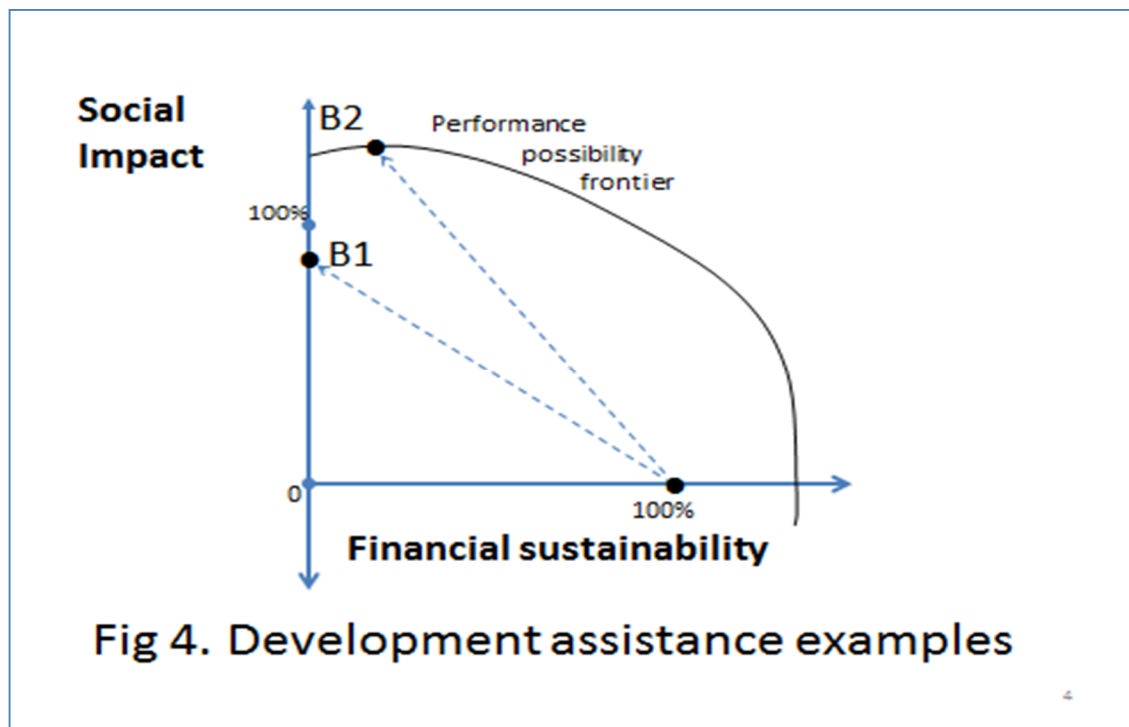 Social
Impact
B2
Performance
possibility
frontier
100%
B1
0
100%
Financial sustainability
Fig 4. Development assistance examples
4